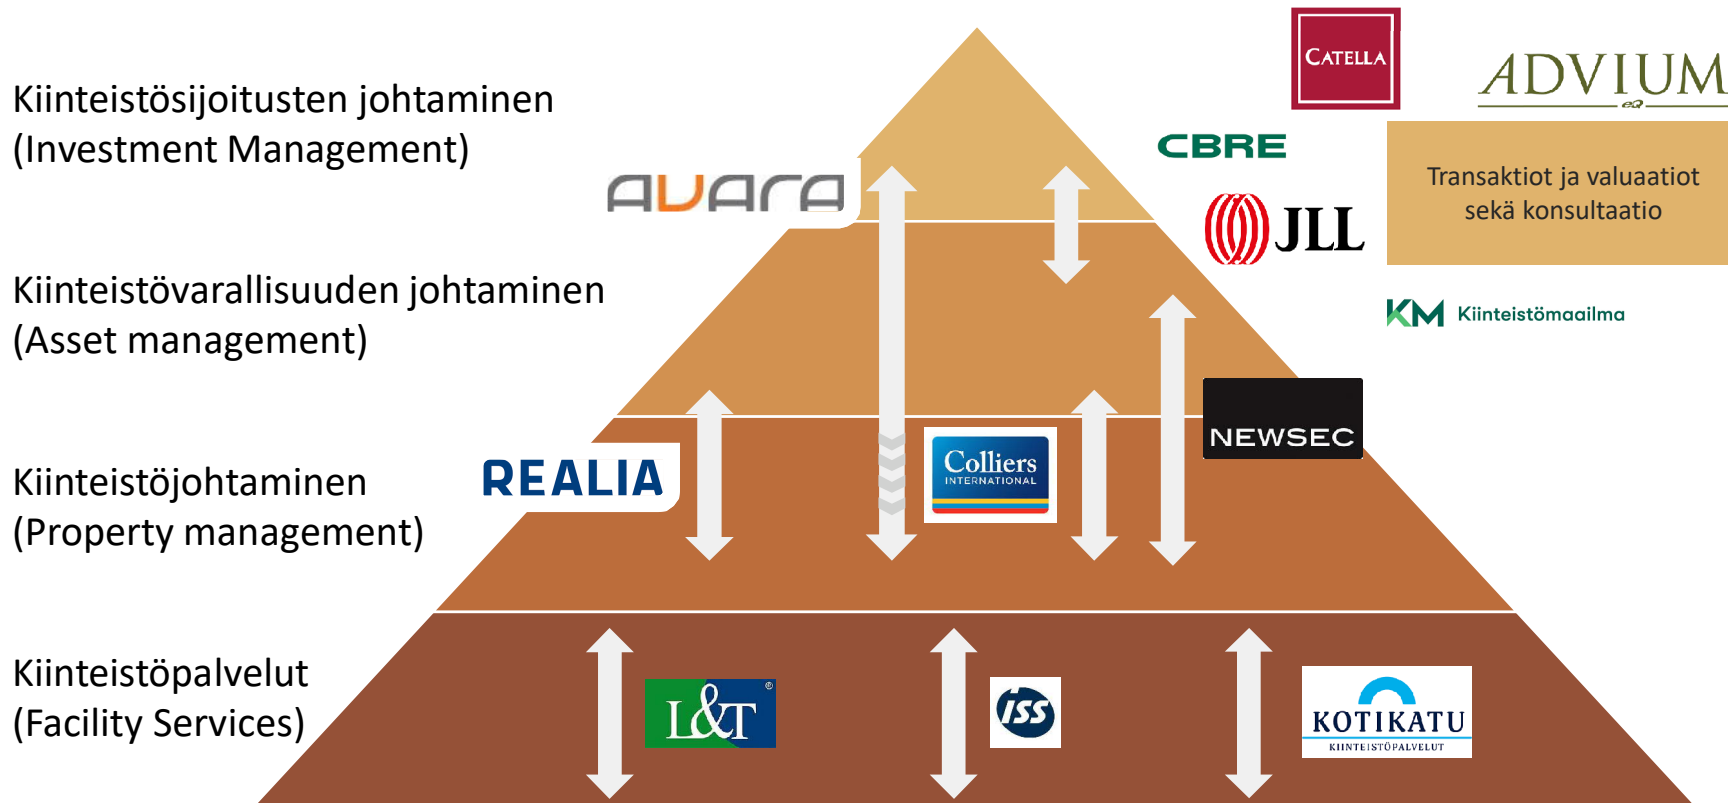 Kiinteistösijoitusten johtaminen
(Investment Management)
CATELLA
ADVIUM
eQ
CBRE
Transaktiot ja valuaatiot
sekä konsultaatio
AVARA
JLL
Kiinteistövarallisuuden johtaminen
(Asset management)
KM Kiinteistömaailma
NEWSEC
Kiinteistöjohtaminen
(Property management)
REALIA
Colliers
INTERNATIONAL
Kiinteistöpalvelut
(Facility Services)
L&T®
ISS
KOTIKATU
KIINTEISTÖPALVELUT